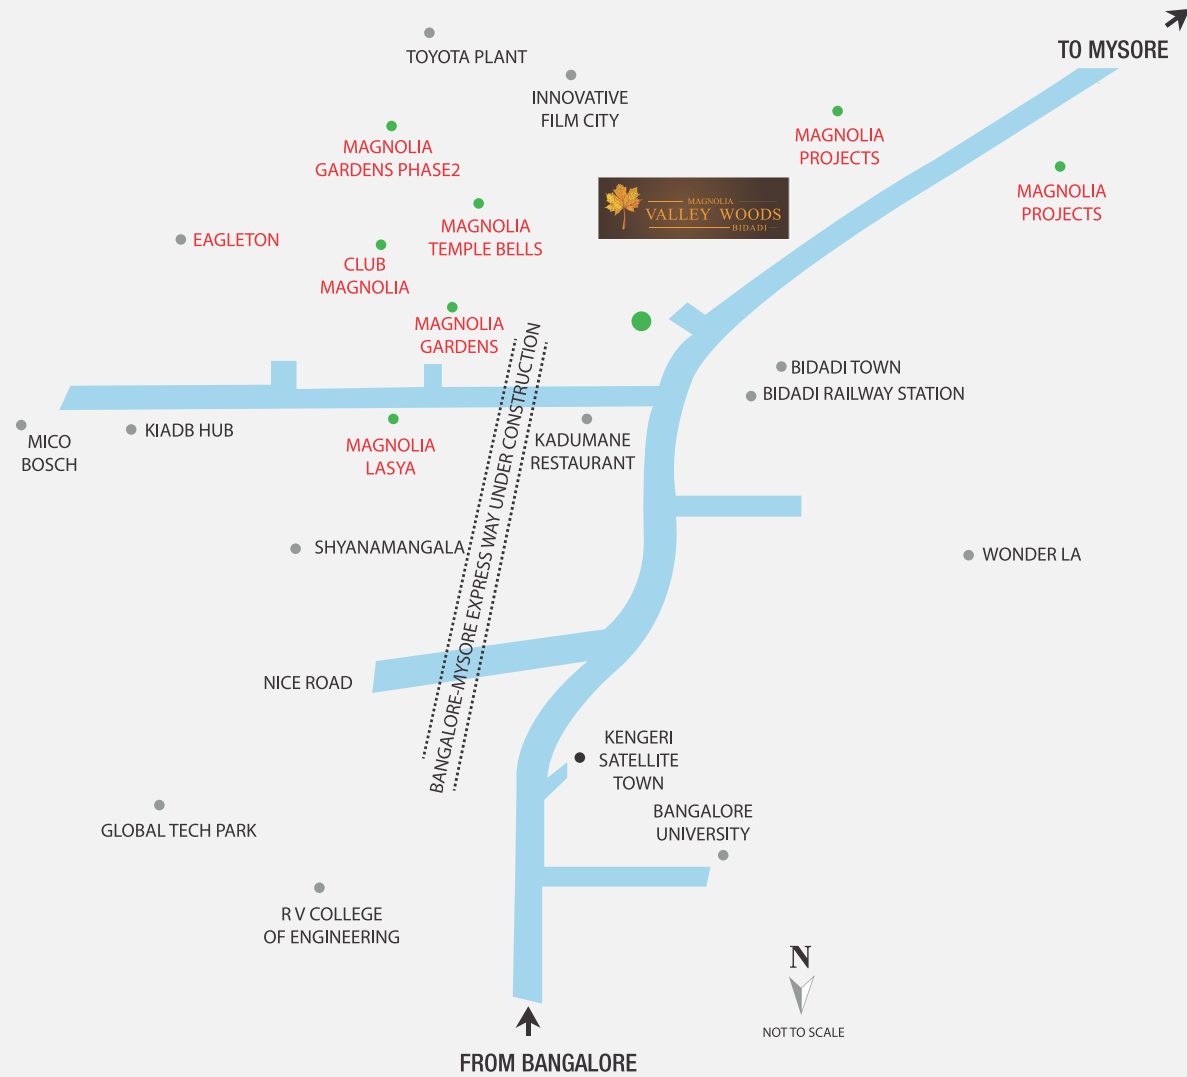 TO MYSORE
TOYOTA PLANT
INNOVATIVE
FILM CITY
MAGNOLIA
PROJECTS
MAGNOLIA
GARDENS PHASE2
MAGNOLIA
PROJECTS
MAGNOLIA
VALLEY WOODS
BIDADI
MAGNOLIA
TEMPLE BELLS
EAGLETON
CLUB
MAGNOLIA
MAGNOLIA
GARDENS
BANGALORE-MYSORE EXPRESS WAY UNDER CONSTRUCTION
BIDADI TOWN
BIDADI RAILWAY STATION
MICO
BOSCH
KIADB HUB
MAGNOLIA
LASYA
KADUMANE
RESTAURANT
SHYANAMANGALA
WONDER LA
NICE ROAD
KENGERI
SATELLITE
TOWN
BANGALORE
UNIVERSITY
GLOBAL TECH PARK
R V COLLEGE
OF ENGINEERING
N
NOT TO SCALE
FROM BANGALORE